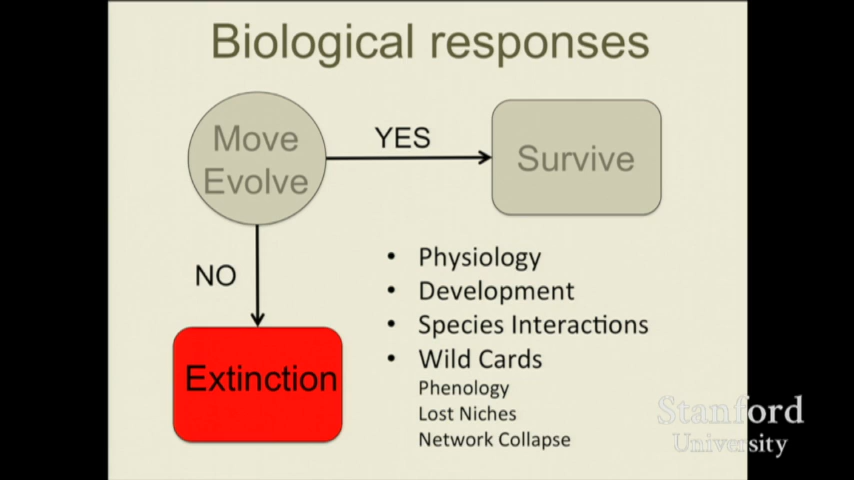 Biological responses
Move
Evolve
YES
Survive
NO
Extinction
• Physiology
• Development
• Species Interactions
• Wild Cards
Phenology
Lost Niches
Network Collapse
Stanford
University